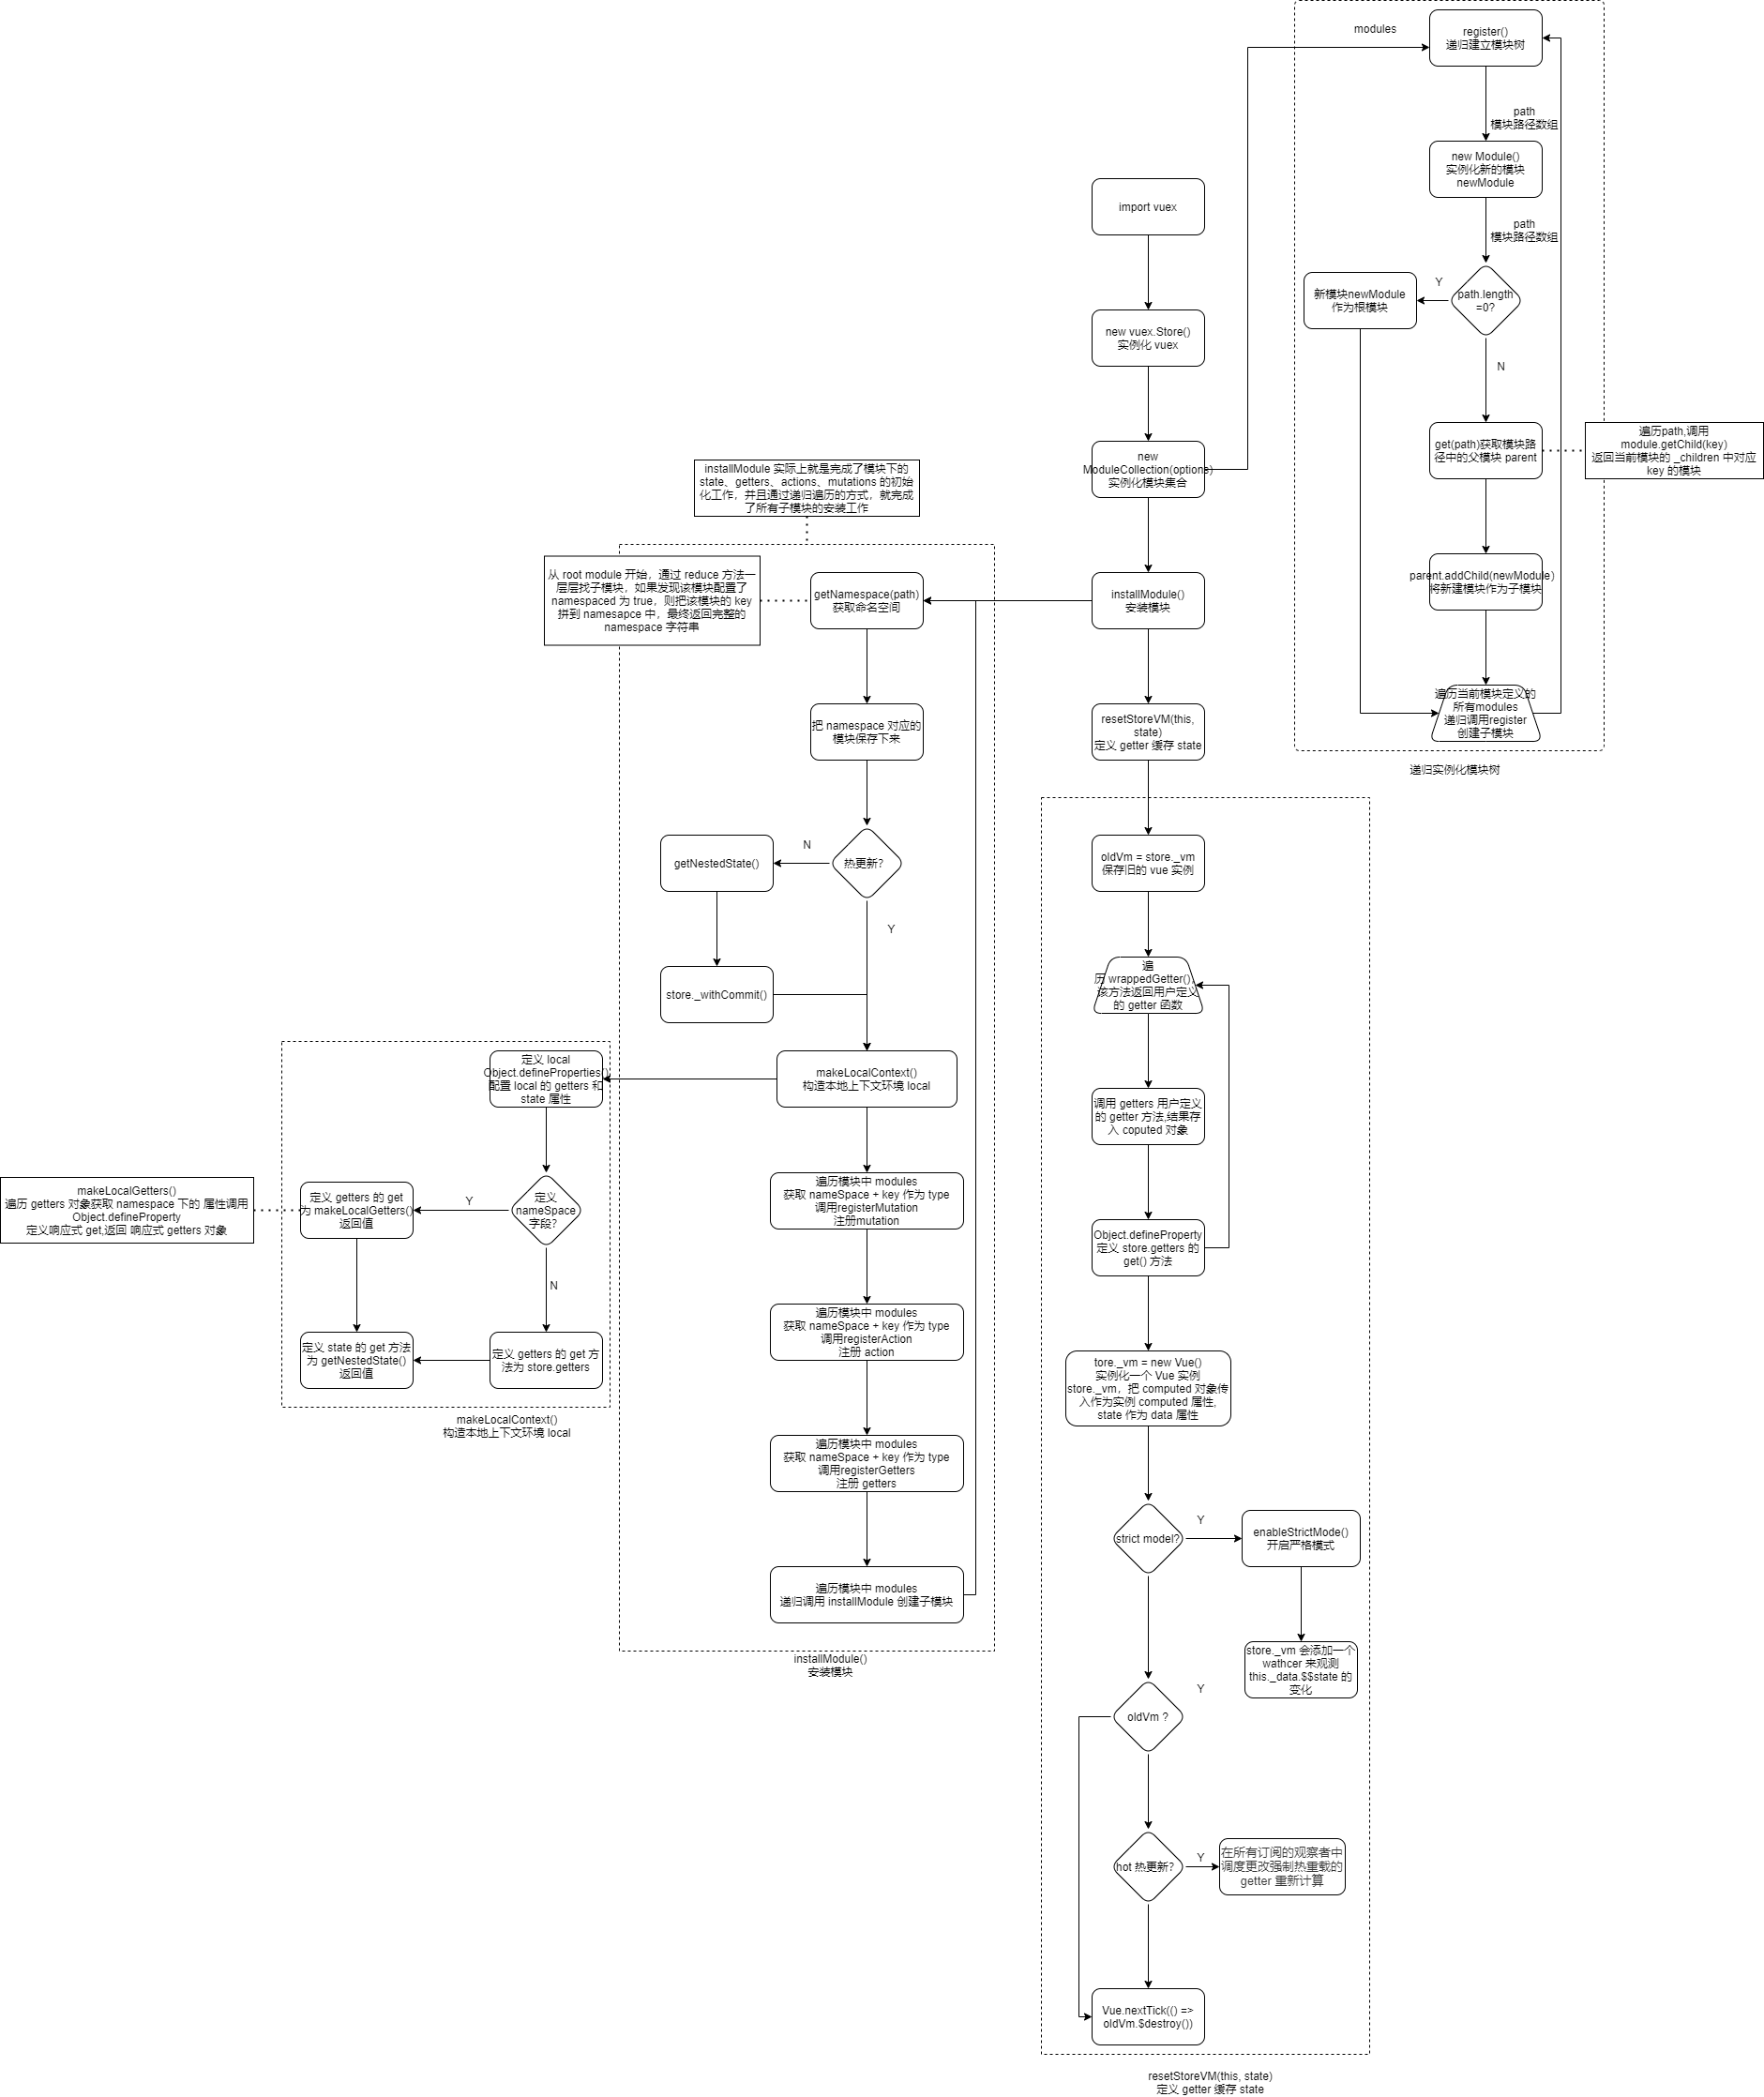 modules
register()
递归建立模块树
path
模块路径数组
new Module()
实例化新的模块
newModule
path
模块路径数组
path.length
=0?
Y
新模块newModule
作为根模块
N
get(path)获取模块路
径中的父模块 parent
遍历path,调用
module.getChild(key)
返回当前模块的 _children 中对应
key 的模块
parent.addChild(newModule)
将新建模块作为子模块
遍历当前模块定义的
所有modules
递归调用register
创建子模块
递归实例化模块树
import vuex
new vuex.Store()
实例化 vuex
new
ModuleCollection(options)
实例化模块集合
installModule()
安装模块
resetStoreVM(this,
state)
定义 getter 缓存 state
installModule 实际上就是完成了模块下的
state、getters、actions、mutations 的初始
化工作，并且通过递归遍历的方式，就完成
了所有子模块的安装工作
从 root module 开始，通过 reduce 方法一
层层找子模块，如果发现该模块配置了
namespaced 为 true，则把该模块的 key
拼到 namesapce 中，最终返回完整的
namespace 字符串
getNamespace(path)
获取命名空间
把 namespace 对应的
模块保存下来
热更新?
N
getNestedState()
Y
store._withCommit()
makeLocalContext()
构造本地上下文环境 local
遍历模块中 modules
获取 nameSpace + key 作为 type
调用registerMutation
注册mutation
遍历模块中 modules
获取 nameSpace + key 作为 type
调用registerAction
注册 action
遍历模块中 modules
获取 nameSpace + key 作为 type
调用registerGetters
注册 getters
遍历模块中 modules
递归调用 installModule 创建子模块
installModule()
安装模块
定义 local
Object.defineProperties()
配置 local 的 getters 和
state 属性
定义
nameSpace
字段?
Y
定义 getters 的 get
为 makeLocalGetters()
返回值
makeLocalGetters()
遍历 getters 对象获取 namespace 下的 属性调用
Object.defineProperty
定义响应式 get,返回 响应式 getters 对象
N
定义 getters 的 get 方
法为 store.getters
定义 state 的 get 方法
为 getNestedState()
返回值
makeLocalContext()
构造本地上下文环境 local
oldVm = store._vm
保存旧的 vue 实例
遍
历 wrappedGetter(),
该方法返回用户定义
的 getter 函数
调用 getters 用户定义
的 getter 方法,结果存
入 coputed 对象
Object.defineProperty
定义 store.getters 的
get() 方法
tore._vm = new Vue()
实例化一个 Vue 实例
store._vm，把 computed 对象传
入作为实例 computed 属性,
state 作为 data 属性
strict model?
Y
enableStrictMode()
开启严格模式
store._vm 会添加一个
wathcer 来观测
this._data.$$state 的
变化
oldVm ?
Y
hot 热更新?
Y
在所有订阅的观察者中
调度更改强制热重载的
getter 重新计算
Vue.nextTick(() =>
oldVm.$destroy())
resetStoreVM(this, state)
定义 getter 缓存 state